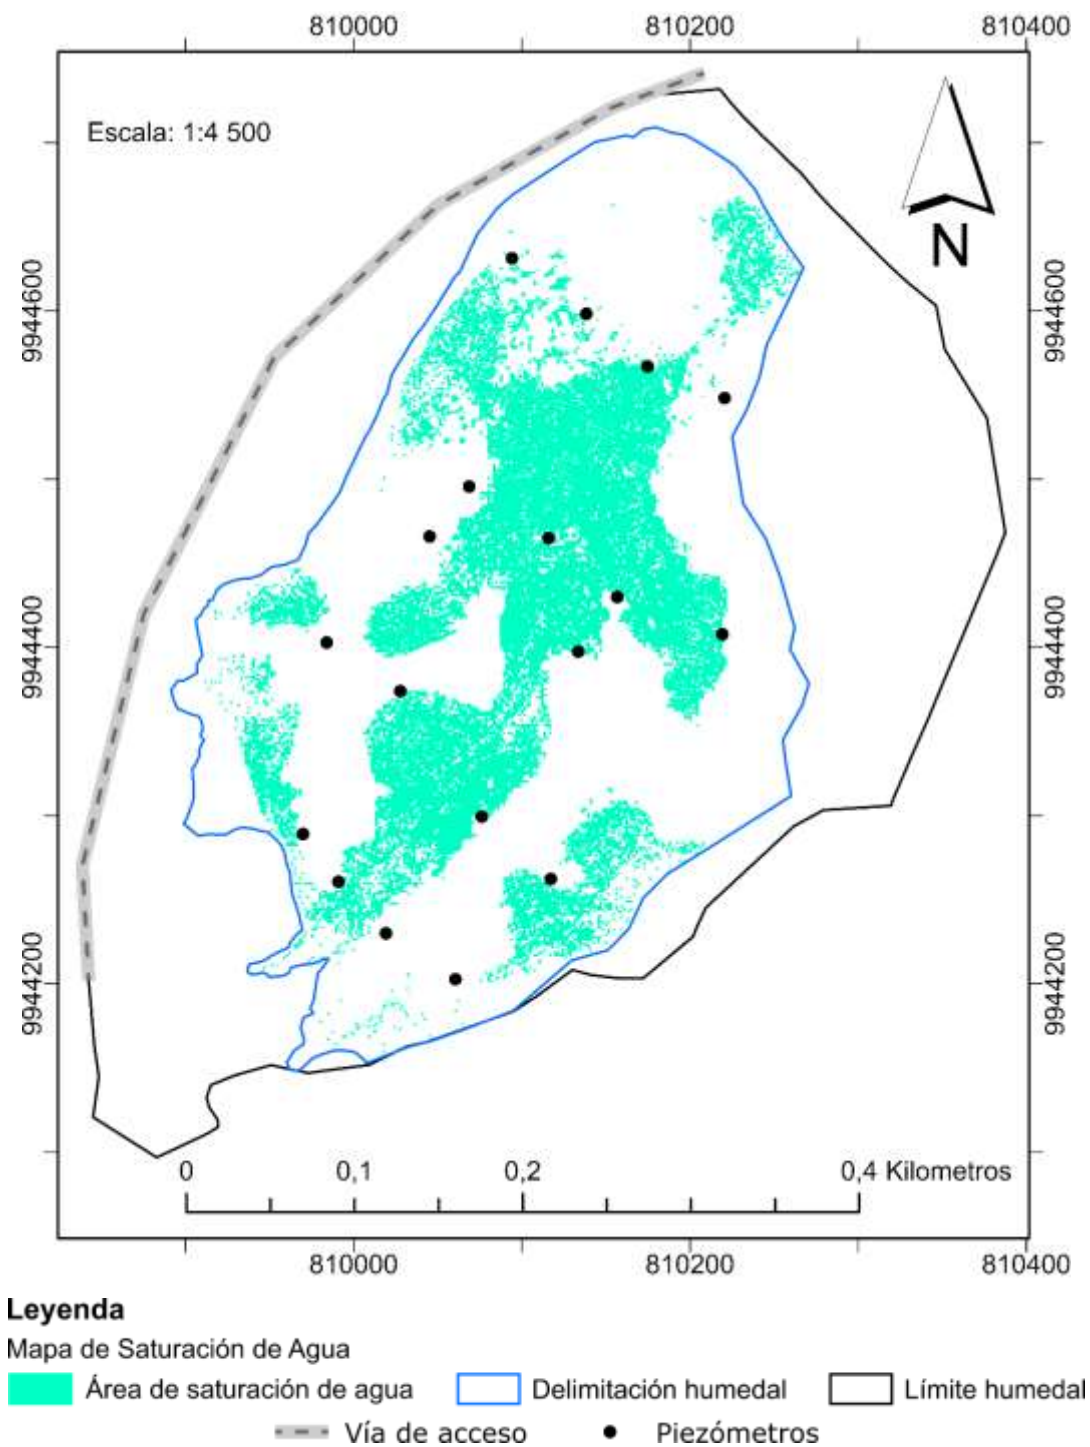 810000 810200 810400
Escala: 1:4 500
N
9944600 9944600
9944400 9944400
9944200 9944200
0 0,1 0,2 0,4 Kilometros
810000 810200 810400
Leyenda
Mapa de Saturación de Agua
Área de saturación de agua Delimitación humedal Límite humedal
Vía de acceso Piezómetros